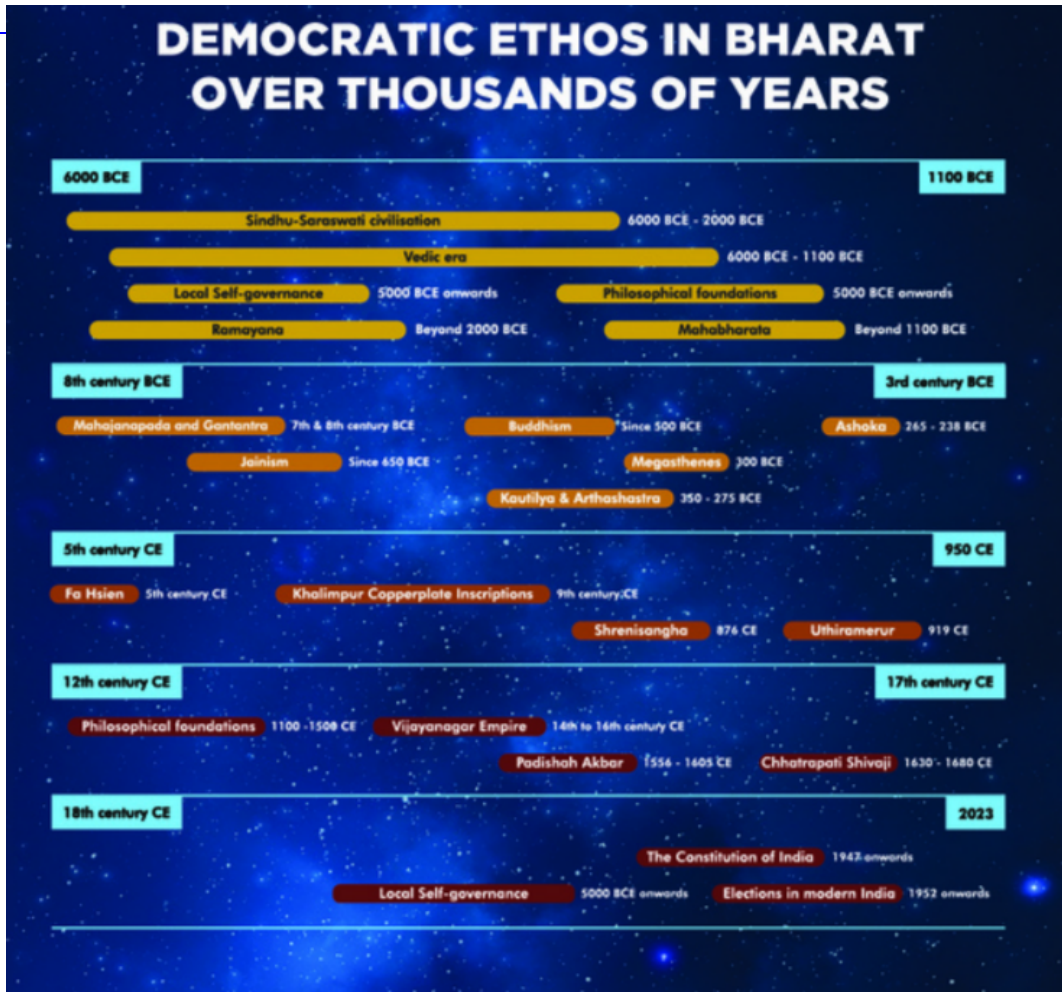 DEMOCRATIC ETHOS IN BHARAT
OVER THOUSANDS OF YEARS
6000 BCE 1100 BCE
Sindhu-Saraswati civilisation 6000 BCE - 2000 BCE
Vedic era 6000 BCE - 1100 BCE
Local Self-governance 5000 BCE onwards Philosophical foundations 5000 BCE onwards
Ramayana Beyond 2000 BCE Mahabharata Beyond 1100 BCE
8th century BCE 3rd century BCE
Mahajanapada and Gantantra 7th & 8th century BCE Buddhism Since 500 BCE Ashoka 265 - 238 BCE
Jainism Since 650 BCE Megasthenes 300 BCE
Kautilya & Arthashastra 350 - 275 BCE
5th century CE 950 CE
Fa Hsien 5th century CE Khalimpur Copperplate Inscriptions 9th century CE
Shrenisangha 876 CE Uthiramerur 919 CE
12th century CE 17th century CE
Philosophical foundations 1100 -1500 CE Vijayanagar Empire 14th to 16th century CE
Padishah Akbar 1556 - 1605 CE Chhatrapati Shivaji 1630 - 1680 CE
18th century CE 2023
The Constitution of India 1947 onwards
Local Self-governance 5000 BCE onwards Elections in modern India 1952 onwards